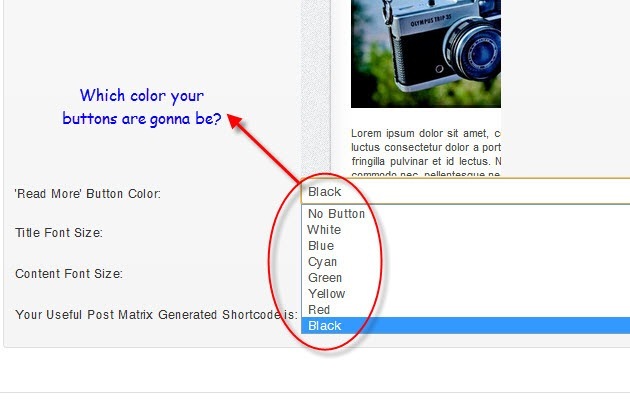 OLYMPUS TRIP 35
Which color your
buttons are gonna be?
Lorem ipsum dolor sit amet, c
luctus consectetur dolor a port
fringilla pulvinar et id lectus. N
commodo nec, pellentesque ne
'Read More' Button Color:
Black
No Button
White
Blue
Cyan
Green
Yellow
Red
Black
Title Font Size:
Content Font Size:
Your Useful Post Matrix Generated Shortcode is: